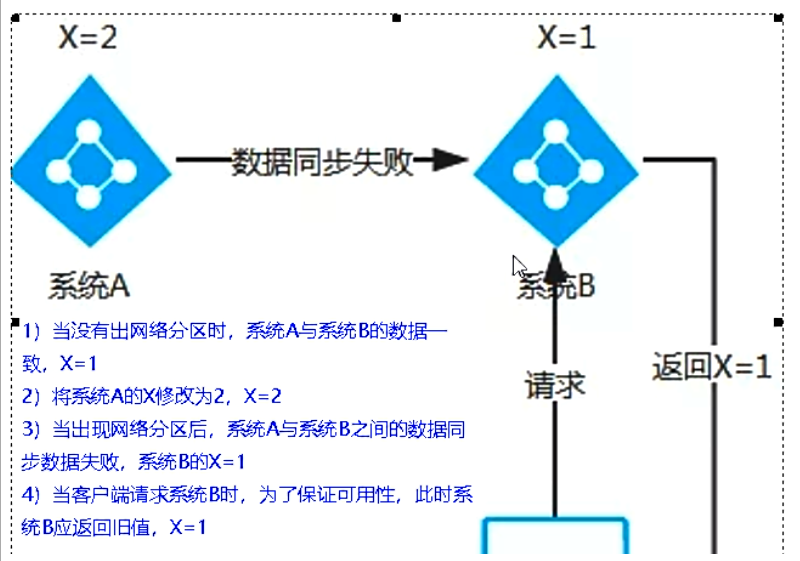 X=2
X=1
数据同步失败
系统A
系统B
请求
返回X=1
1）当没有出网络分区时，系统A与系统B的数据一
致，X=1
2）将系统A的X修改为2，X=2
3）当出现网络分区后，系统A与系统B之间的数据同
步数据失败，系统B的X=1
4）当客户端请求系统B时，为了保证可用性，此时系
统B应返回旧值，X=1